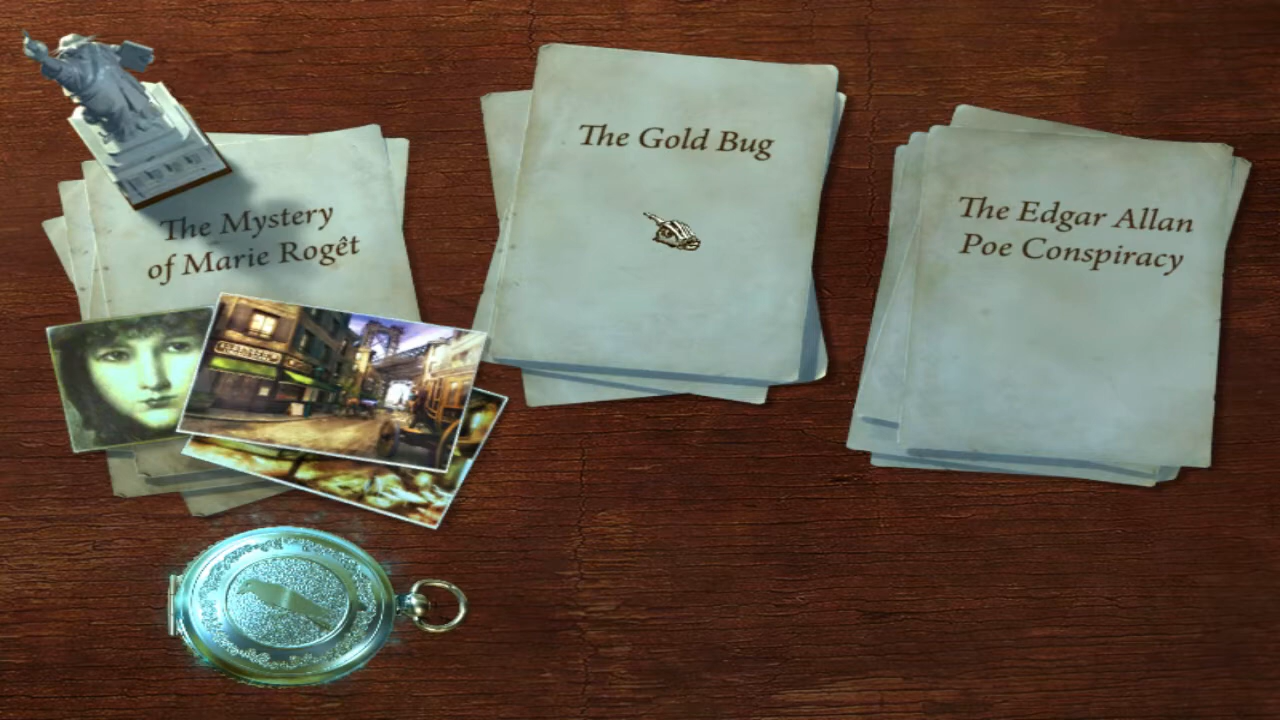 The Mystery
of Marie Rogêt
The Gold Bug
The Edgar Allan
Poe Conspiracy